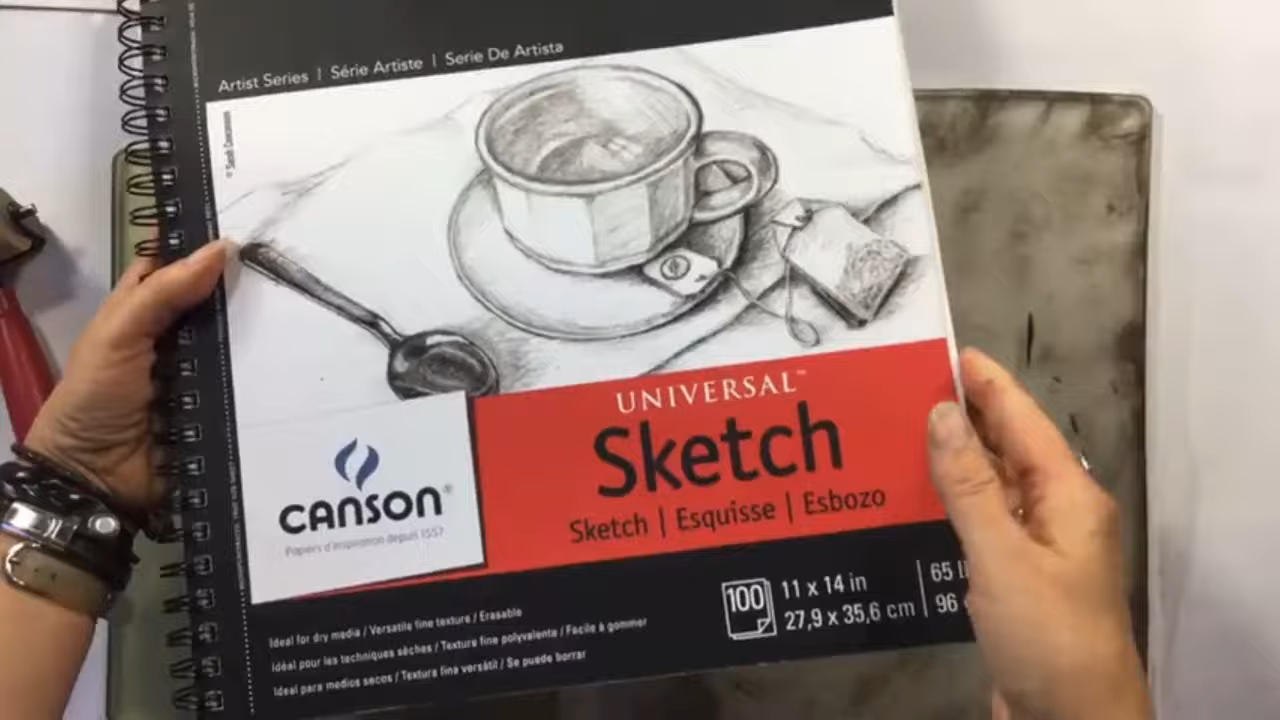 Artist Series | Série Artiste | Serie De Artista
UNIVERSAL™
Sketch
Sketch | Esquisse | Esbozo
CANSON®
Papiers d'inspiration depuis 1557
100
11 x 14 in
27,9 x 35,6 cm
65
96
Ideal for dry media / Versatile fine texture / Erasable
Idéal pour les techniques sèches / Texture fine polyvalente / Facile à gommer
Ideal para medios secos / Textura fina versátil / Se puede borrar